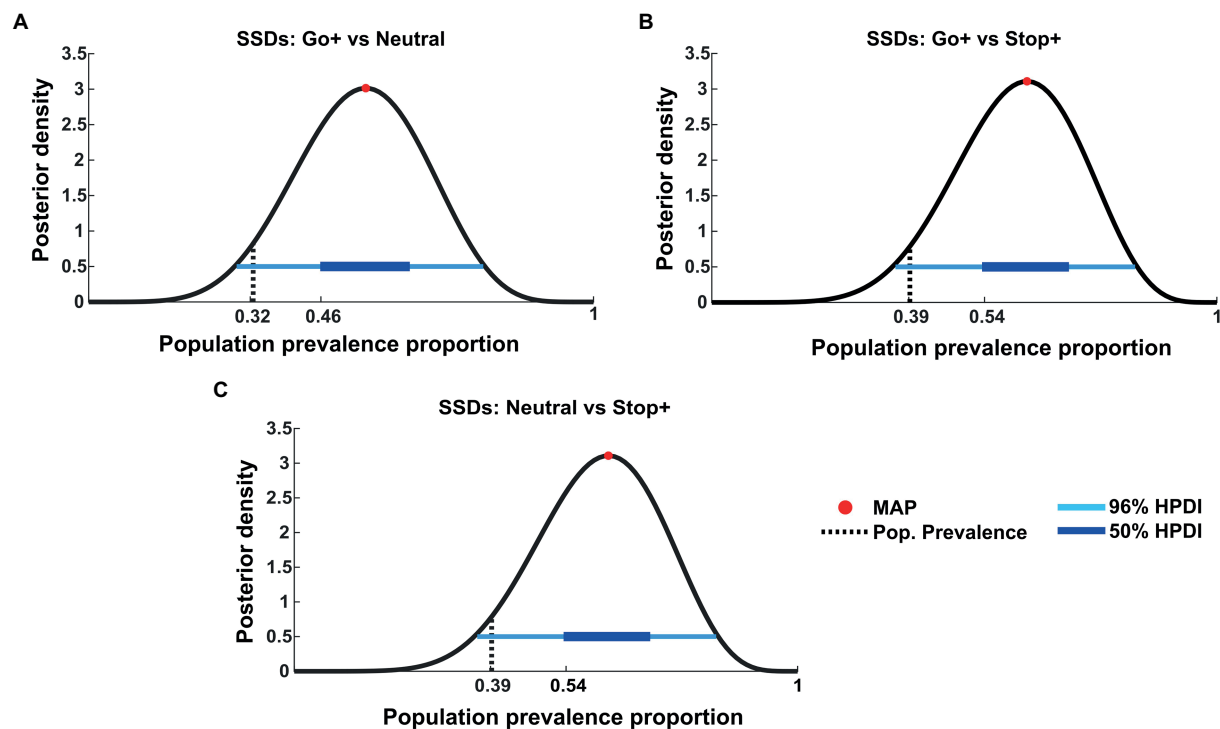 A
SSDs: Go+ vs Neutral
3.5
3
2.5
2
1.5
1
0.5
0
Posterior density
0.32
0.46
1
Population prevalence proportion
B
SSDs: Go+ vs Stop+
3.5
3
2.5
2
1.5
1
0.5
0
Posterior density
0.39
0.54
1
Population prevalence proportion
C
SSDs: Neutral vs Stop+
3.5
3
2.5
2
1.5
1
0.5
0
Posterior density
0.39
0.54
1
Population prevalence proportion
MAP
Pop. Prevalence
96% HPDI
50% HPDI